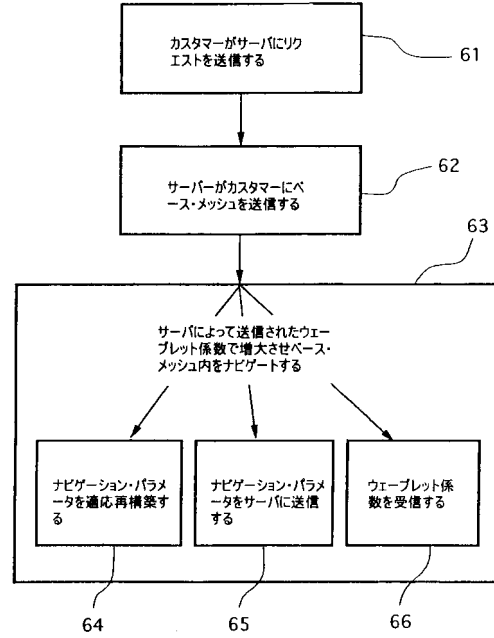 カスタマーがサーバにリク
エストを送信する
61
サーバーがカスタマーにベ
ース・メッシュを送信する
62
63
サーバによって送信されたウェー
ブレット係数で増大させベース・
メッシュ内をナビゲートする
ナビゲーション・パラメ
ータを適応再構築す
る
ナビゲーション・パラメ
ータをサーバに送信
する
ウェーブレット係
数を受信する
64
65
66